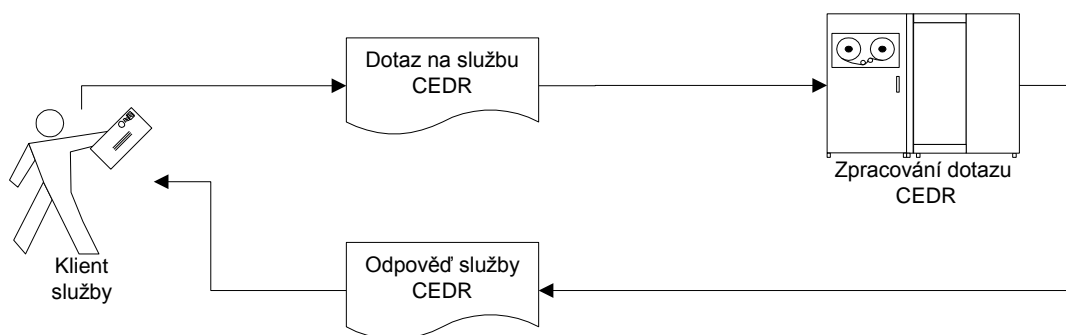 Dotaz na službu
CEDR
Zpracování dotazu
CEDR
Klient
služby
Odpověď služby
CEDR